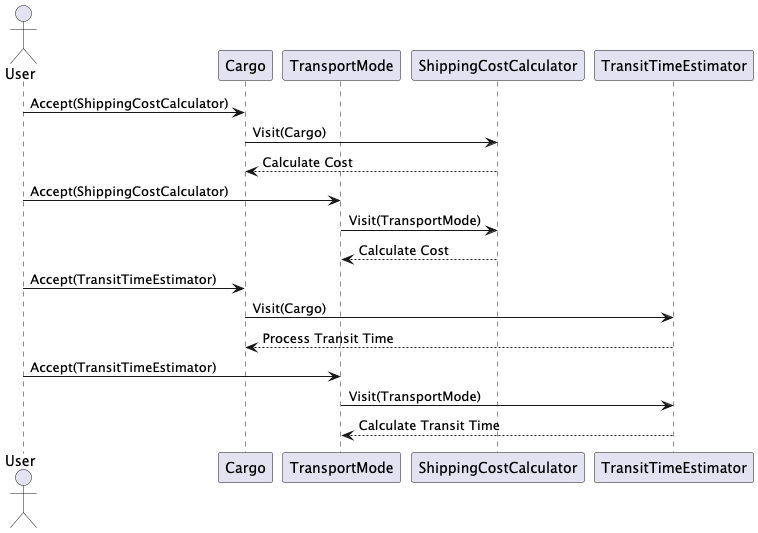 User
Cargo
TransportMode
ShippingCostCalculator
TransitTimeEstimator
Accept(ShippingCostCalculator)
Visit(Cargo)
Calculate Cost
Accept(ShippingCostCalculator)
Visit(TransportMode)
Calculate Cost
Accept(TransitTimeEstimator)
Visit(Cargo)
Process Transit Time
Accept(TransitTimeEstimator)
Visit(TransportMode)
Calculate Transit Time
User
Cargo
TransportMode
ShippingCostCalculator
TransitTimeEstimator